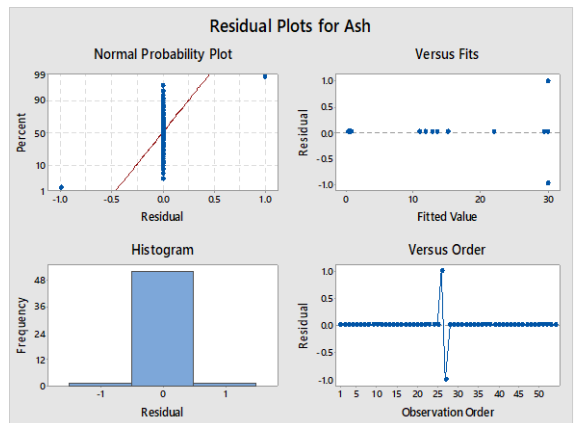 Residual Plots for Ash
Normal Probability Plot
Percent
99
90
50
10
1
-1.0 -0.5 0.0 0.5 1.0
Residual
Versus Fits
Residual
1.0
0.5
0.0
-0.5
-1.0
0 10 20 30
Fitted Value
Histogram
Frequency
48
36
24
12
0
-1 0 1
Residual
Versus Order
Residual
1.0
0.5
0.0
-0.5
-1.0
1 5 10 15 20 25 30 35 40 45 50
Observation Order